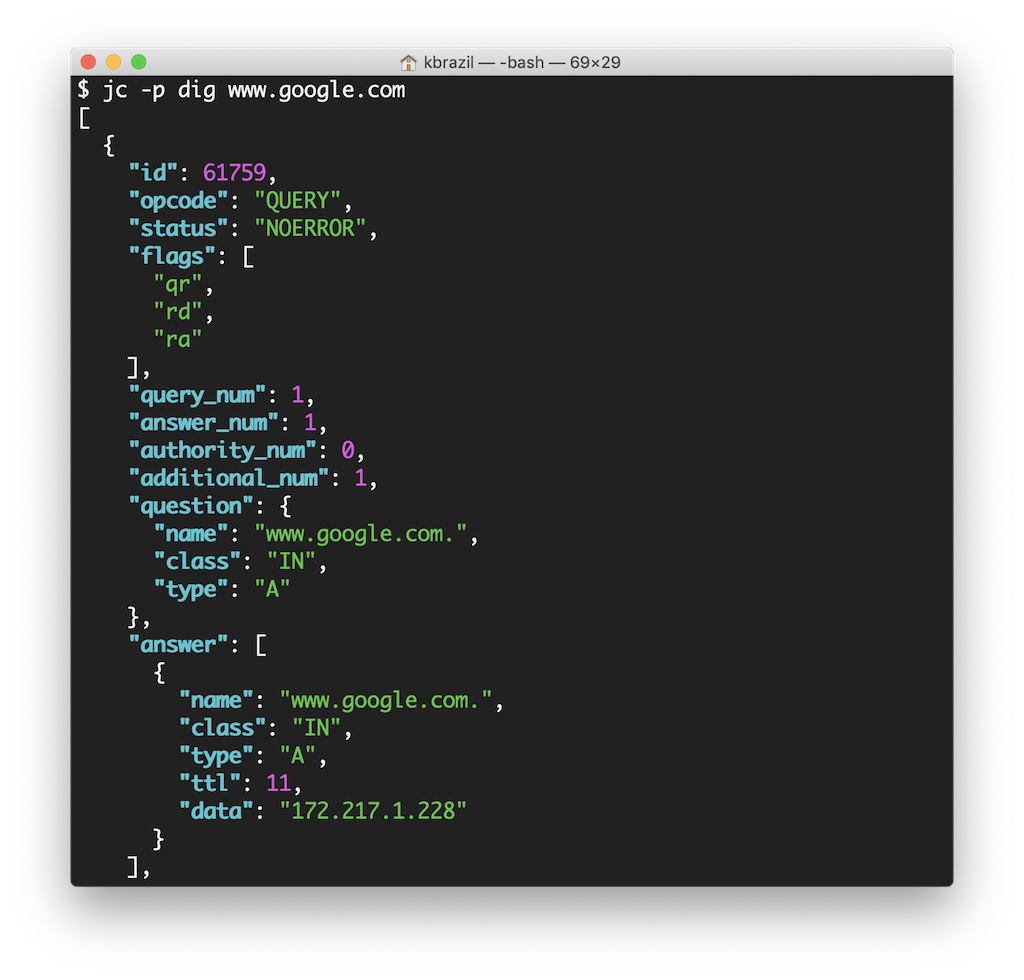 kbrazil — -bash — 69×29
$ jc -p dig www.google.com
[
  {
    "id": 61759,
    "opcode": "QUERY",
    "status": "NOERROR",
    "flags": [
      "qr",
      "rd",
      "ra"
    ],
    "query_num": 1,
    "answer_num": 1,
    "authority_num": 0,
    "additional_num": 1,
    "question": {
      "name": "www.google.com.",
      "class": "IN",
      "type": "A"
    },
    "answer": [
      {
        "name": "www.google.com.",
        "class": "IN",
        "type": "A",
        "ttl": 11,
        "data": "172.217.1.228"
      }
    ],